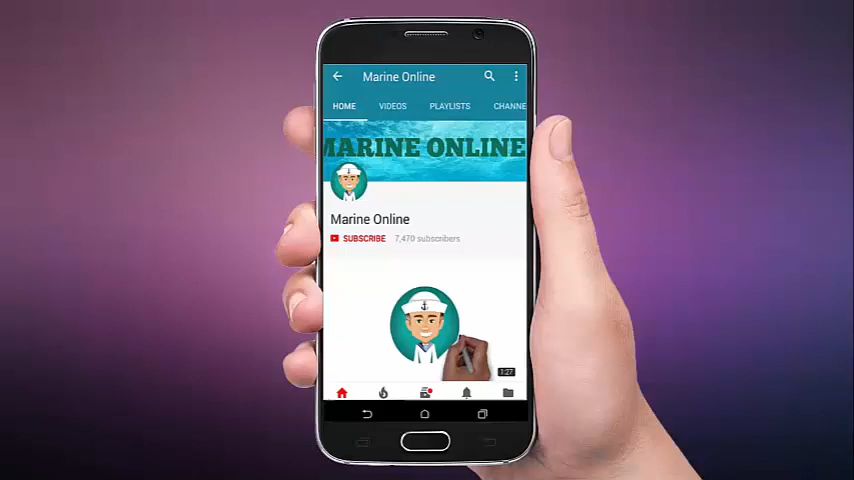 Marine Online
HOME VIDEOS PLAYLISTS CHANNE
MARINE ONLINE
Marine Online
SUBSCRIBE 7,470 subscribers
1:27